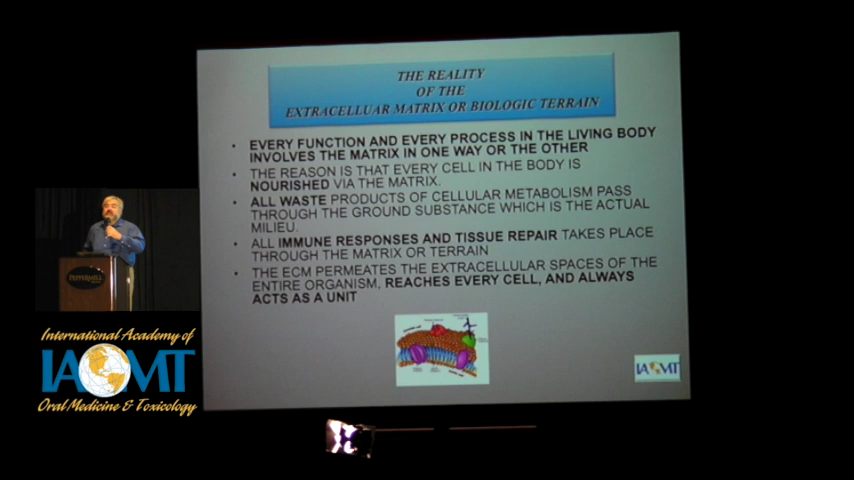 THE REALITY
OF THE
EXTRACELLUAR MATRIX OR BIOLOGIC TERRAIN
• EVERY FUNCTION AND EVERY PROCESS IN THE LIVING BODY
INVOLVES THE MATRIX IN ONE WAY OR THE OTHER
• THE REASON IS THAT EVERY CELL IN THE BODY IS
NOURISHED VIA THE MATRIX.
• ALL WASTE PRODUCTS OF CELLULAR METABOLISM PASS
THROUGH THE GROUND SUBSTANCE WHICH IS THE ACTUAL
MILIEU.
• ALL IMMUNE RESPONSES AND TISSUE REPAIR TAKES PLACE
THROUGH THE MATRIX OR TERRAIN
• THE ECM PERMEATES THE EXTRACELLULAR SPACES OF THE
ENTIRE ORGANISM, REACHES EVERY CELL, AND ALWAYS
ACTS AS A UNIT
IAOMT
PEPPERMILL
International Academy of
IAOMT
Oral Medicine & Toxicology